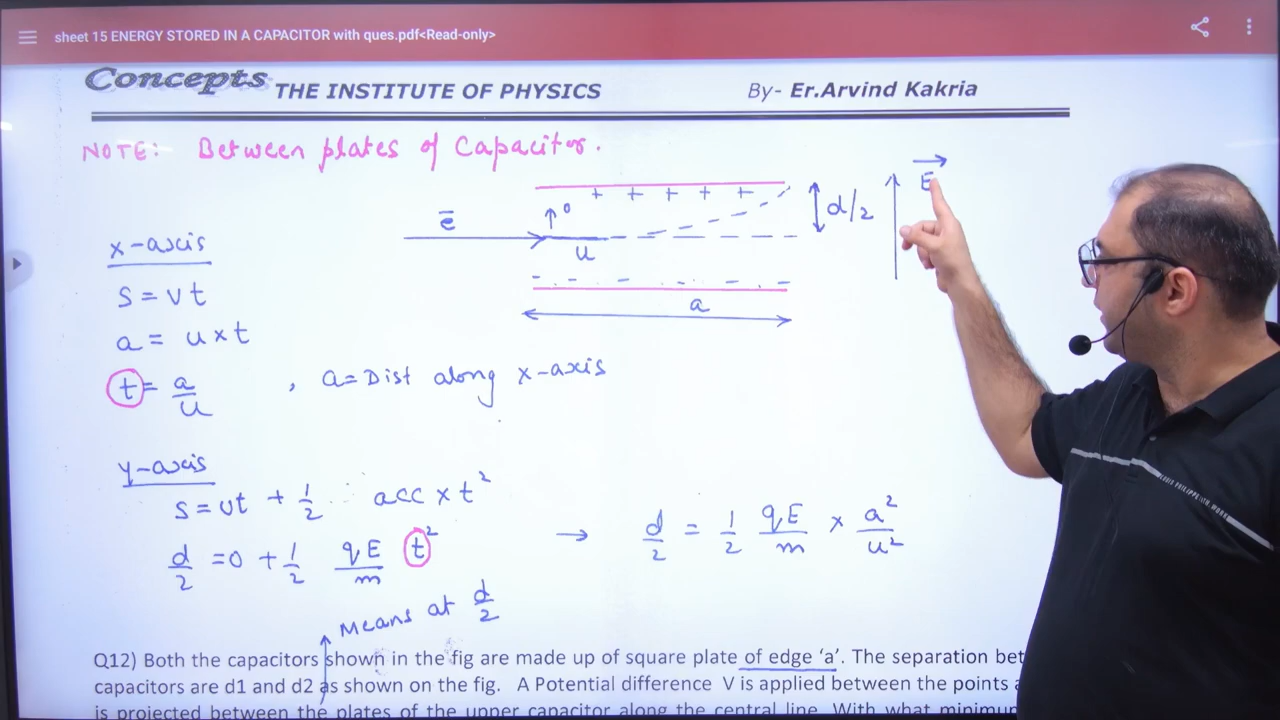 sheet 15 ENERGY STORED IN A CAPACITOR with ques.pdf<Read-only>
Concepts THE INSTITUTE OF PHYSICS By- Er.Arvind Kakria
NOTE: Between plates of Capacitor.
+ + + + +
E
e̅
0
d/2
u
- - - - - -
a
x-axis
s = vt
a = u x t
t = a/u , a = Dist along x-axis
y-axis
s = ut + 1/2 acc x t²
d/2 = 0 + 1/2 qE/m t² → d/2 = 1/2 qE/m x a²/u²
Means at d/2
Q12) Both the capacitors shown in the fig are made up of square plate of edge 'a'. The separation bet
capacitors are d1 and d2 as shown on the fig. A Potential difference V is applied between the points
is projected between the plates of the upper capacitor along the central line. With what minimum